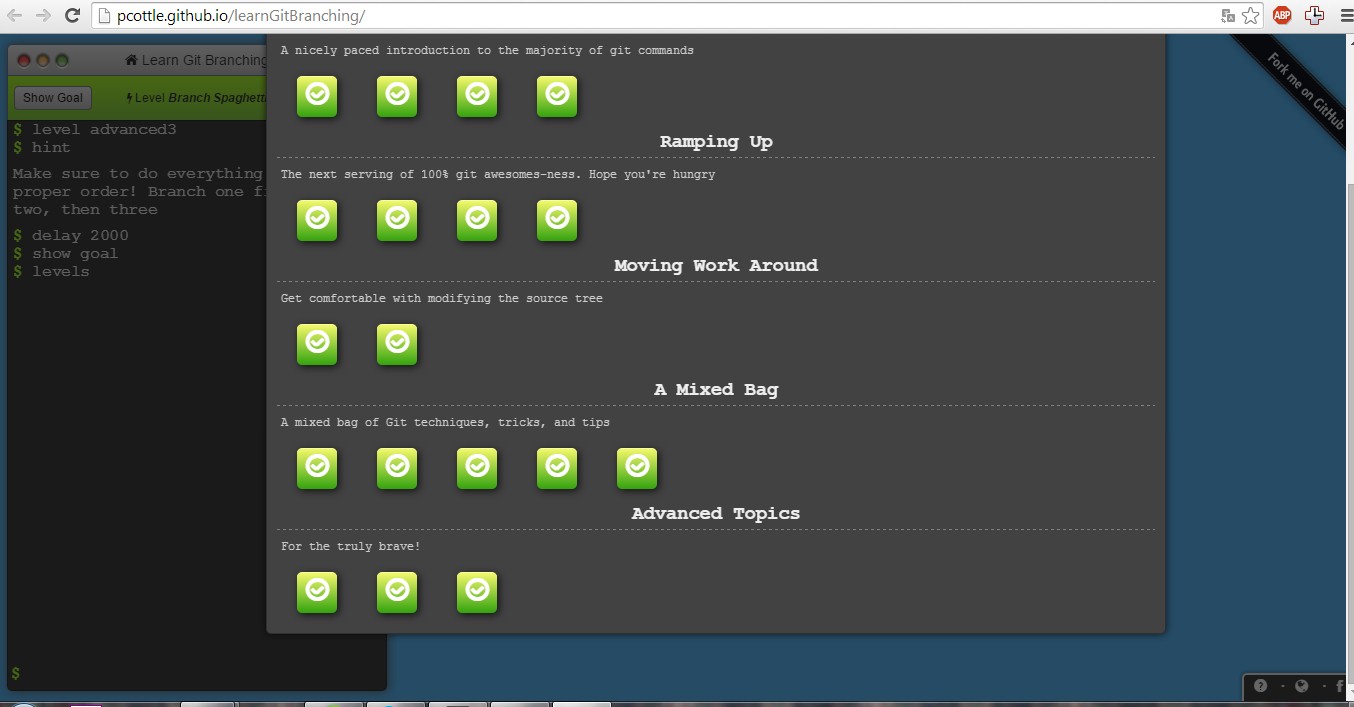 pcottle.github.io/learnGitBranching/
ABP
Learn Git Branching
Show Goal
Level Branch Spaghetti
$ level advanced3
$ hint
Make sure to do everything
proper order! Branch one
two, then three
$ delay 2000
$ show goal
$ levels
$
A nicely paced introduction to the majority of git commands
Ramping Up
The next serving of 100% git awesomes-ness. Hope you're hungry
Moving Work Around
Get comfortable with modifying the source tree
A Mixed Bag
A mixed bag of Git techniques, tricks, and tips
Advanced Topics
For the truly brave!
Fork me on GitHub